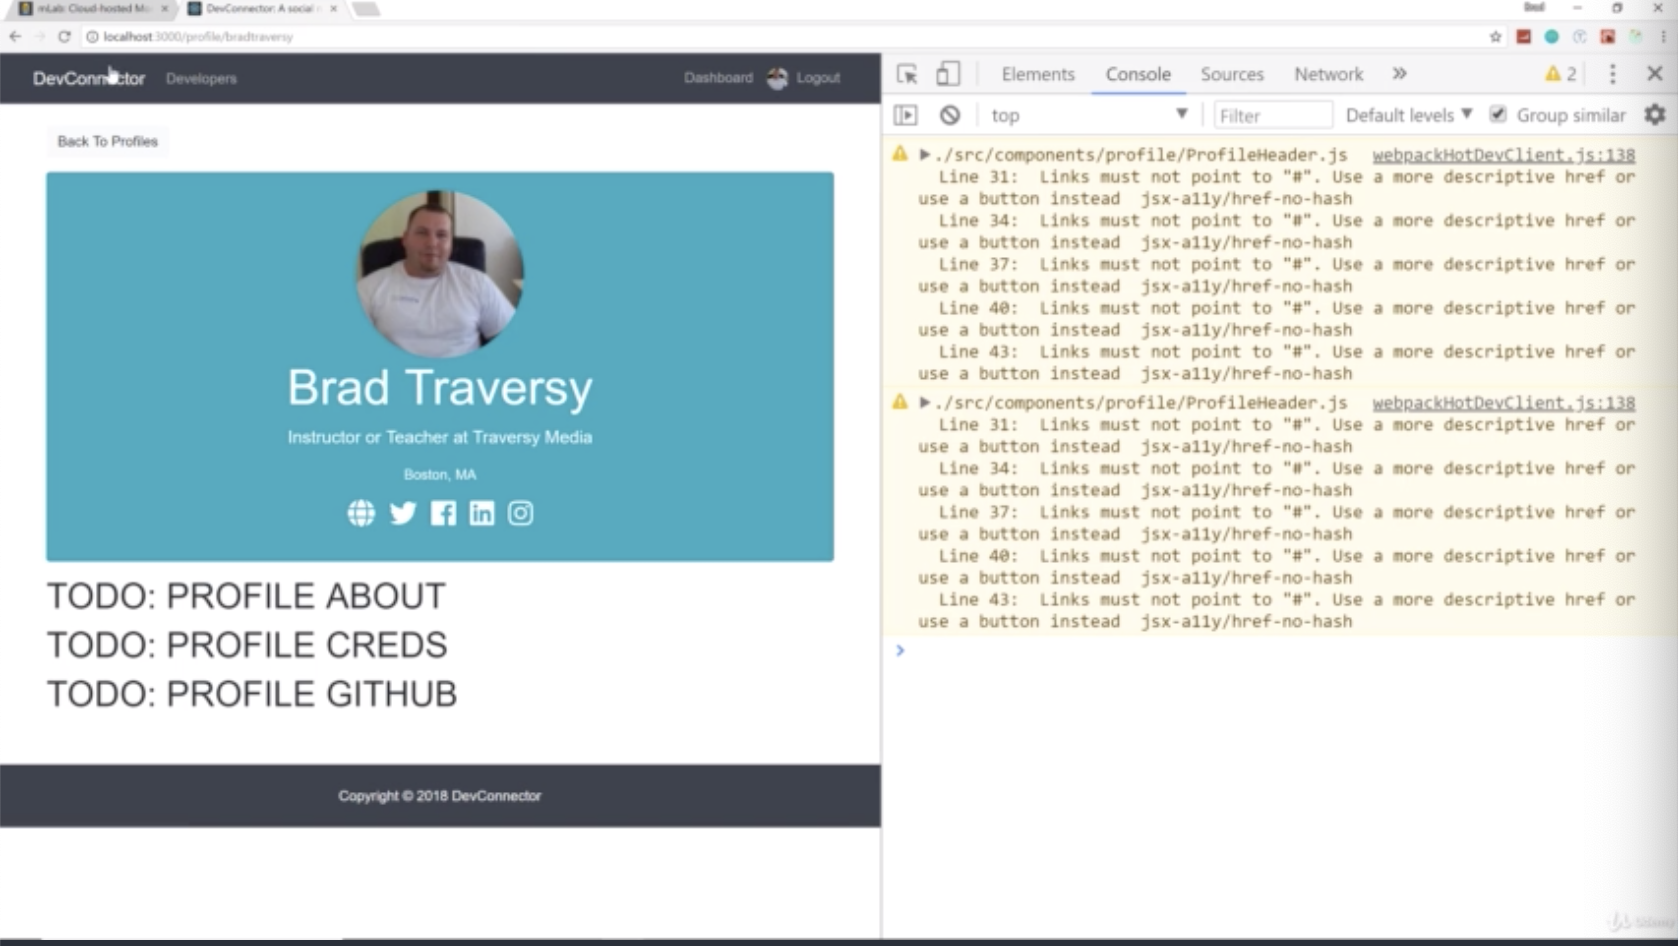 mLab: Cloud-hosted Mo
DevConnector: A social n
localhost:3000/profile/bradtraversy
DevConnector
Developers
Dashboard
Logout
Back To Profiles
Brad Traversy
Instructor or Teacher at Traversy Media
Boston, MA
TODO: PROFILE ABOUT
TODO: PROFILE CREDS
TODO: PROFILE GITHUB
Copyright © 2018 DevConnector
Elements Console Sources Network » 2
top Filter Default levels Group similar
./src/components/profile/ProfileHeader.js webpackHotDevClient.js:138
Line 31: Links must not point to "#". Use a more descriptive href or
use a button instead jsx-a11y/href-no-hash
Line 34: Links must not point to "#". Use a more descriptive href or
use a button instead jsx-a11y/href-no-hash
Line 37: Links must not point to "#". Use a more descriptive href or
use a button instead jsx-a11y/href-no-hash
Line 40: Links must not point to "#". Use a more descriptive href or
use a button instead jsx-a11y/href-no-hash
Line 43: Links must not point to "#". Use a more descriptive href or
use a button instead jsx-a11y/href-no-hash
./src/components/profile/ProfileHeader.js webpackHotDevClient.js:138
Line 31: Links must not point to "#". Use a more descriptive href or
use a button instead jsx-a11y/href-no-hash
Line 34: Links must not point to "#". Use a more descriptive href or
use a button instead jsx-a11y/href-no-hash
Line 37: Links must not point to "#". Use a more descriptive href or
use a button instead jsx-a11y/href-no-hash
Line 40: Links must not point to "#". Use a more descriptive href or
use a button instead jsx-a11y/href-no-hash
Line 43: Links must not point to "#". Use a more descriptive href or
use a button instead jsx-a11y/href-no-hash